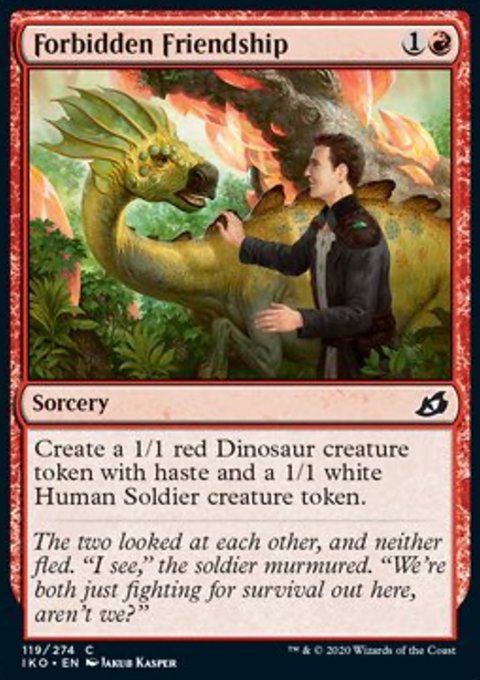 Forbidden Friendship 1
Sorcery
Create a 1/1 red Dinosaur creature
token with haste and a 1/1 white
Human Soldier creature token.
The two looked at each other, and neither
fled. “I see,” the soldier murmured. “We’re
both just fighting for survival out here,
aren’t we?”
119/274 C ™ & © 2020 Wizards of the Coast
IKO • EN Jakub Kasper